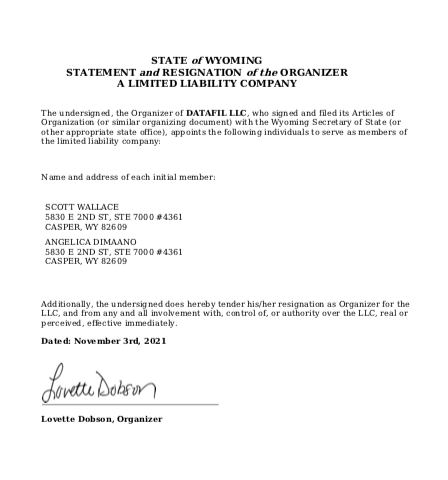 STATE of WYOMING
STATEMENT and RESIGNATION of the ORGANIZER
A LIMITED LIABILITY COMPANY
The undersigned, the Organizer of DATAFIL LLC, who signed and filed its Articles of
Organization (or similar organizing document) with the Wyoming Secretary of State (or
other appropriate state office), appoints the following individuals to serve as members of
the limited liability company:
Name and address of each initial member:
SCOTT WALLACE
5830 E 2ND ST, STE 7000 #4361
CASPER, WY 82609
ANGELICA DIMAANO
5830 E 2ND ST, STE 7000 #4361
CASPER, WY 82609
Additionally, the undersigned does hereby tender his/her resignation as Organizer for the
LLC, and from any and all involvement with, control of, or authority over the LLC, real or
perceived, effective immediately.
Dated: November 3rd, 2021
Lovette Dobson
Lovette Dobson, Organizer